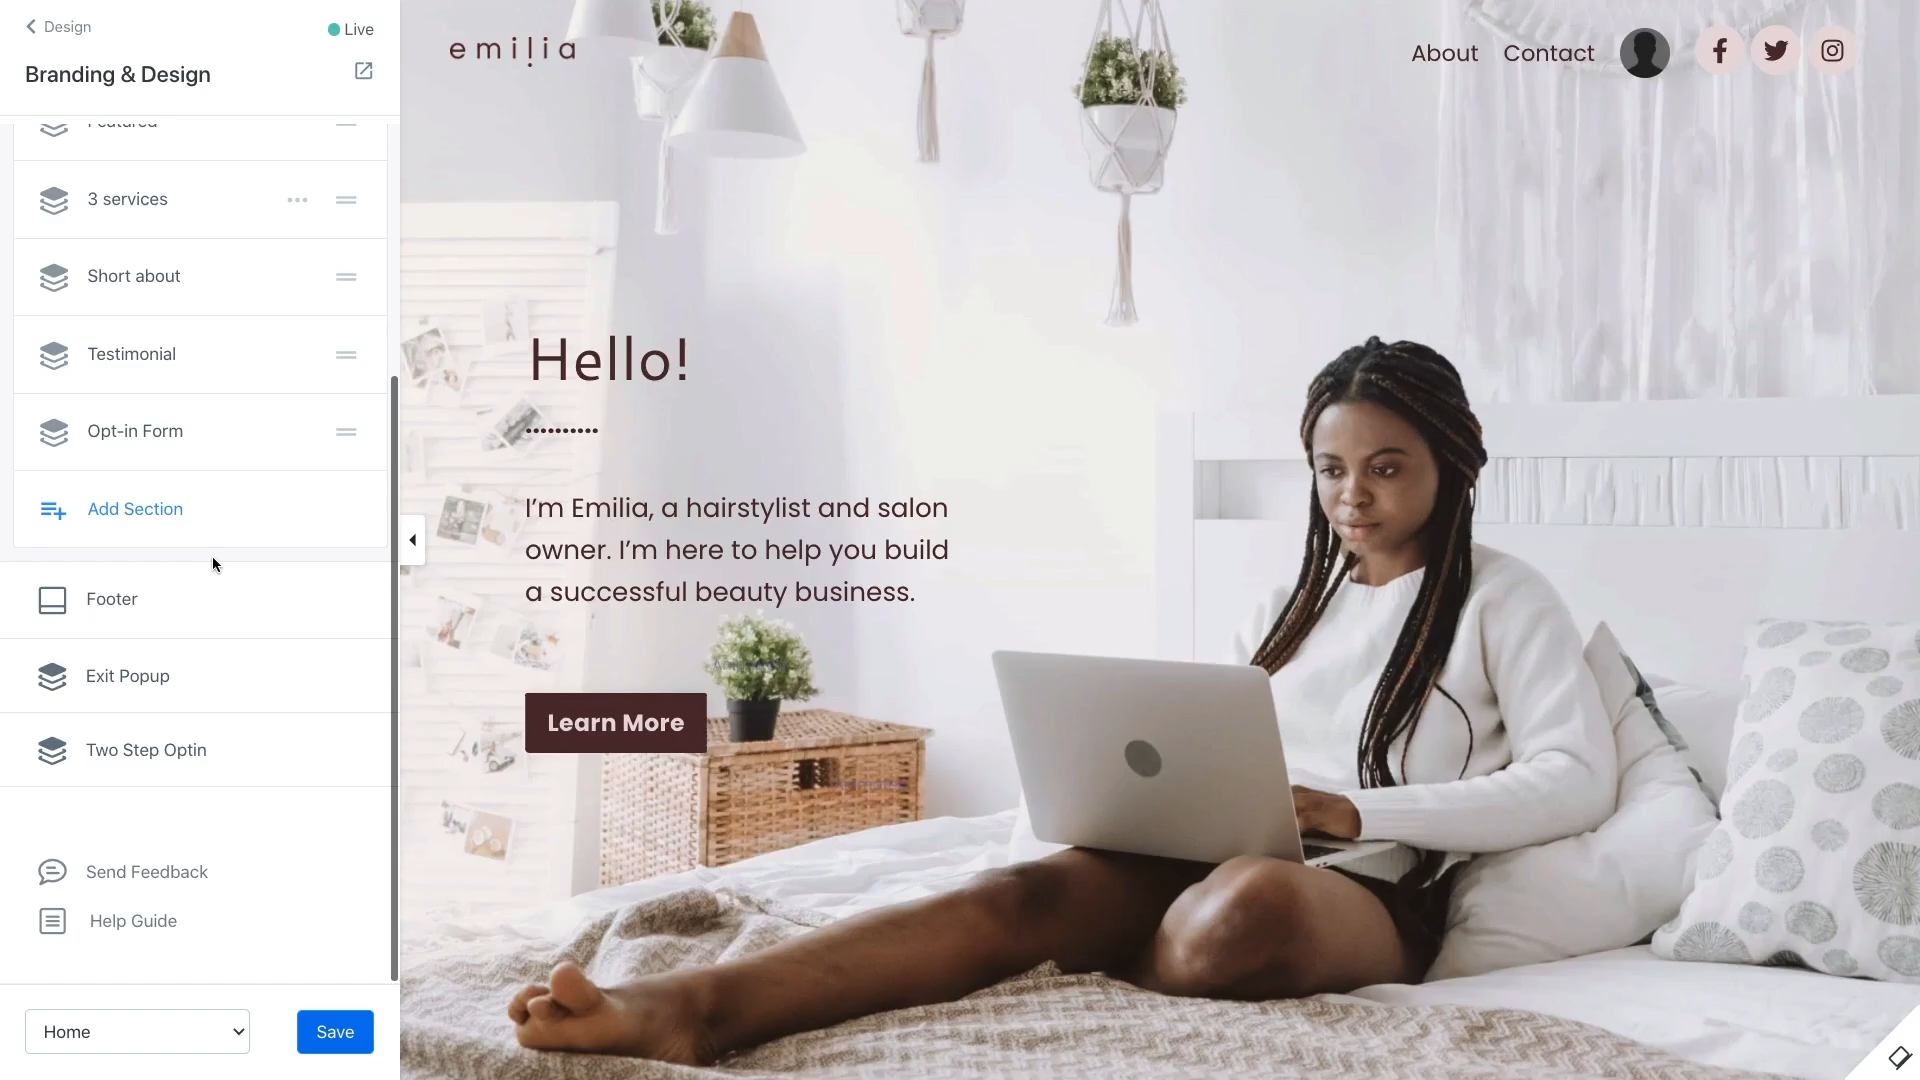 Design
Live
Branding & Design
Featured
3 services
Short about
Testimonial
Opt-in Form
Add Section
Footer
Exit Popup
Two Step Optin
Send Feedback
Help Guide
Home
Save
emilia
About
Contact
Hello!
I'm Emilia, a hairstylist and salon
owner. I'm here to help you build
a successful beauty business.
Learn More